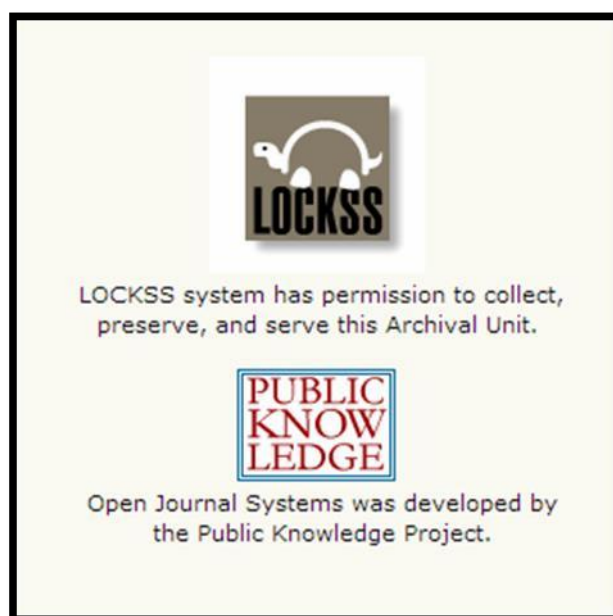 LOCKSS
LOCKSS system has permission to collect,
preserve, and serve this Archival Unit.
PUBLIC
KNOW
LEDGE
Open Journal Systems was developed by
the Public Knowledge Project.